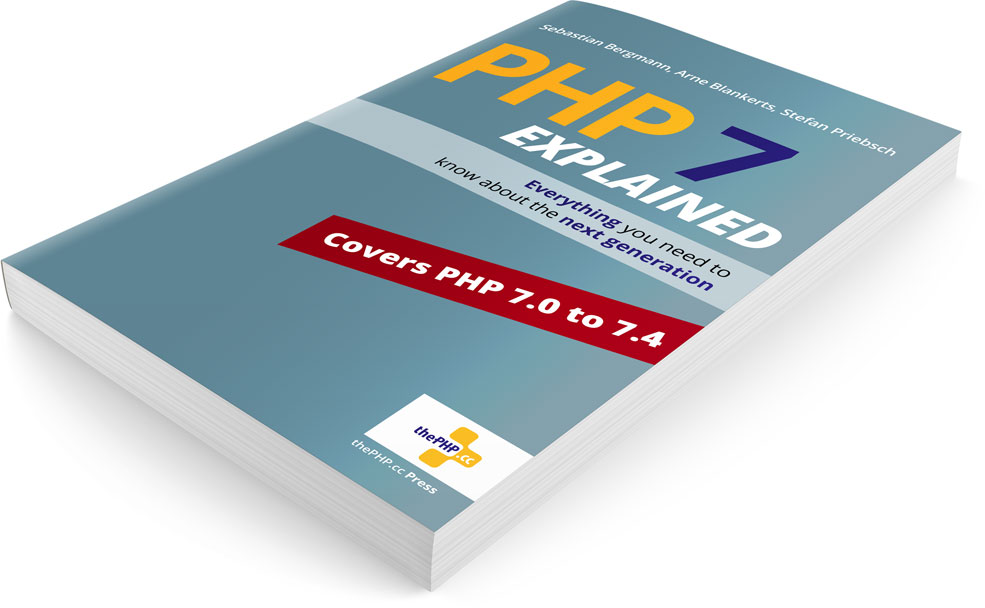 Sebastian Bergmann, Arne Blankerts, Stefan Priebsch
PHP 7
EXPLAINED
Everything you need to
know about the next generation
Covers PHP 7.0 to 7.4
thePHP.cc
thePHP.cc Press